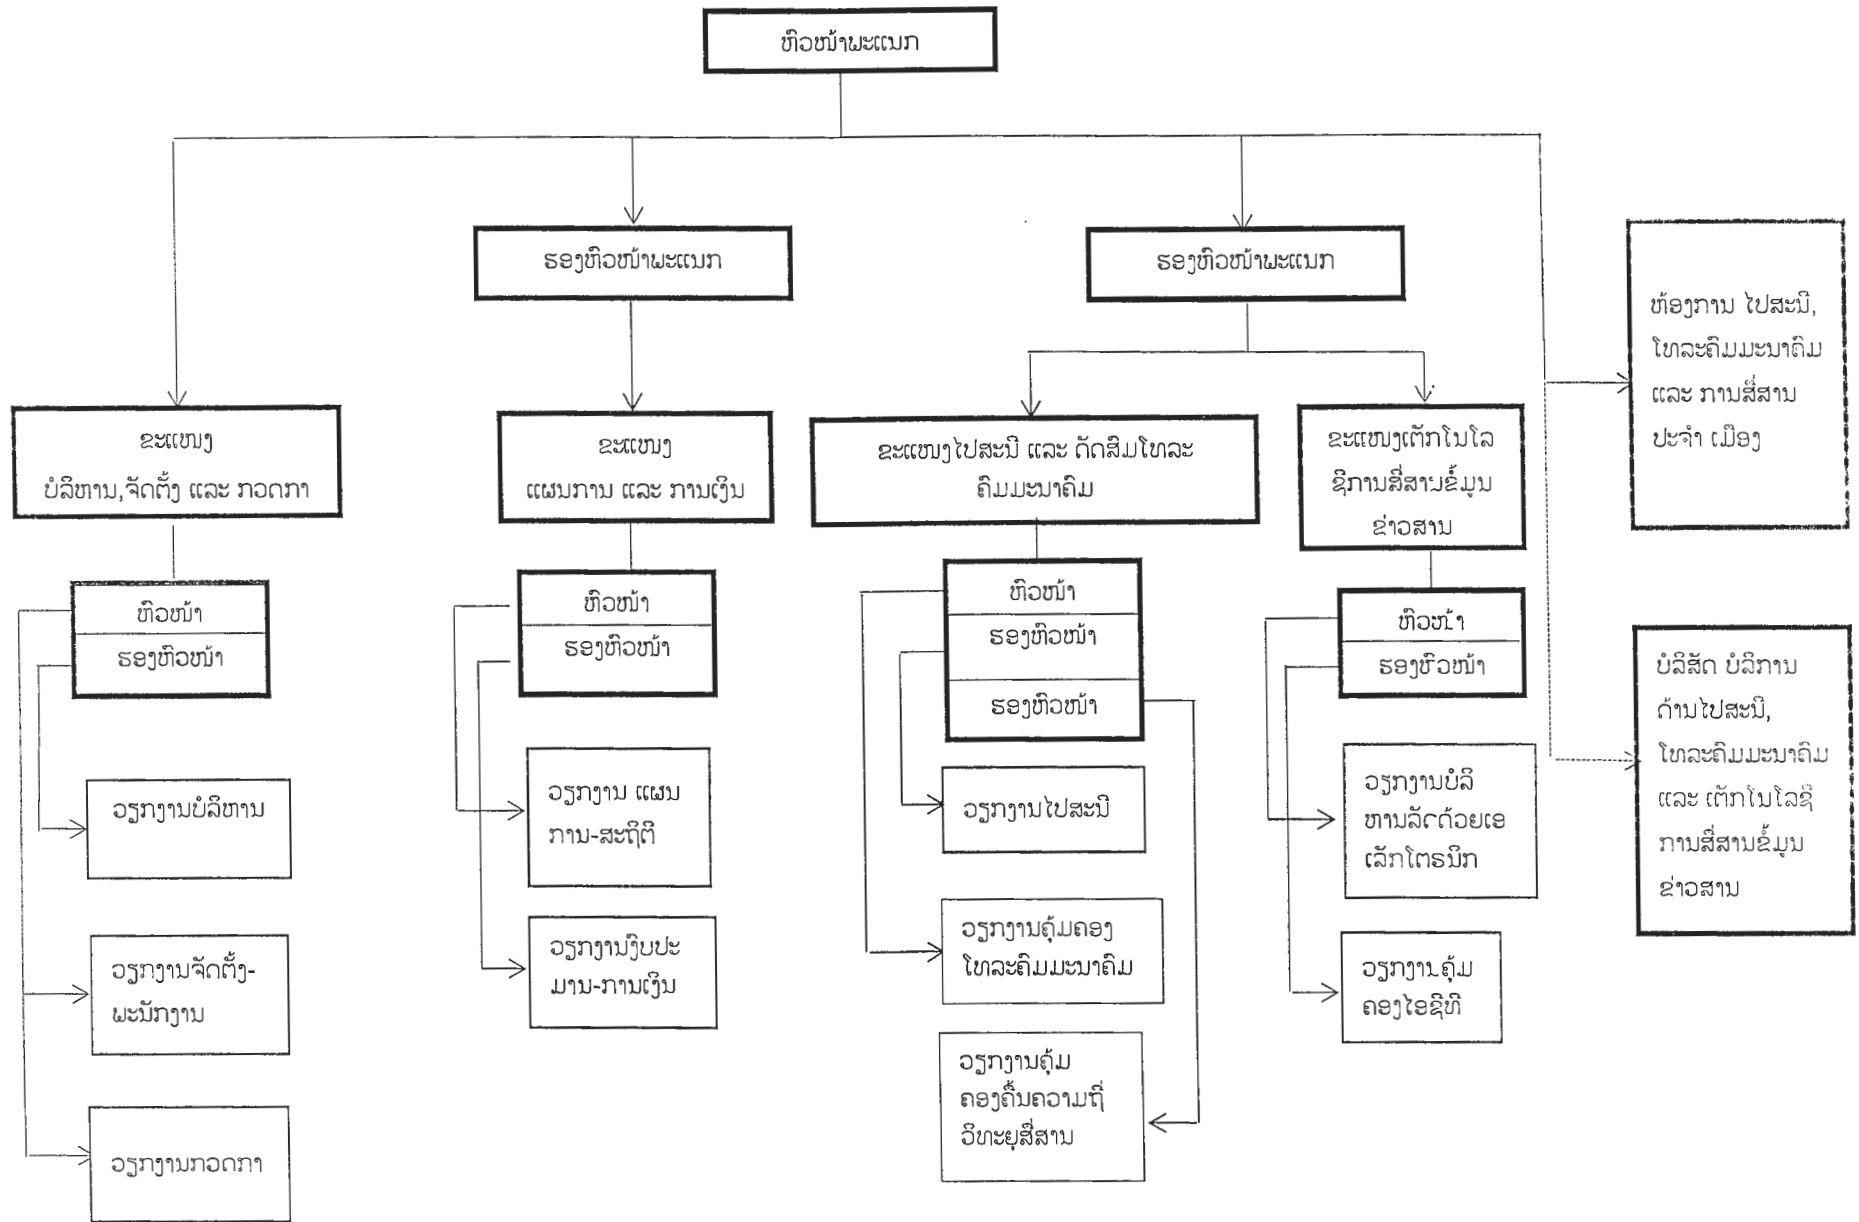 ຫົວໜ້າພະແນກ
ຮອງຫົວໜ້າພະແນກ
ຮອງຫົວໜ້າພະແນກ
ຫ້ອງການ ໄປສະນີ,
ໂທລະຄົມມະນາຄົມ
ແລະ ການສື່ສານ
ປະຈຳ ເມືອງ
ຂະແໜງ
ບໍລິຫານ,ຈັດຕັ້ງ ແລະ ກວດກາ
ຂະແໜງ
ແຜນການ ແລະ ການເງິນ
ຂະແໜງໄປສະນີ ແລະ ດັດສົມໂທລະ
ຄົມມະນາຄົມ
ຂະແໜງເຕັກໂນໂລ
ຊີການສື່ສານຂໍ້ມູນ
ຂ່າວສານ
ຫົວໜ້າ
ຮອງຫົວໜ້າ
ຫົວໜ້າ
ຮອງຫົວໜ້າ
ຫົວໜ້າ
ຮອງຫົວໜ້າ
ຮອງຫົວໜ້າ
ຫົວໜ້າ
ຮອງຫົວໜ້າ
ບໍລິສັດ ບໍລິການ
ດ້ານໄປສະນີ,
ໂທລະຄົມມະນາຄົມ
ແລະ ເຕັກໂນໂລຊີ
ການສື່ສານຂໍ້ມູນ
ຂ່າວສານ
ວຽກງານບໍລິຫານ
ວຽກງານຈັດຕັ້ງ-
ພະນັກງານ
ວຽກງານກວດກາ
ວຽກງານ ແຜນ
ການ-ສະຖິຕິ
ວຽກງານງົບປະ
ມານ-ການເງິນ
ວຽກງານໄປສະນີ
ວຽກງານຄຸ້ມຄອງ
ໂທລະຄົມມະນາຄົມ
ວຽກງານຄຸ້ມ
ຄອງຄື້ນຄວາມຖີ່
ວິທະຍຸສື່ສານ
ວຽກງານບໍລິ
ຫານລັດດ້ວຍເອ
ເລັກໂຕຣນິກ
ວຽກງານຄຸ້ມ
ຄອງໄອຊີທີ